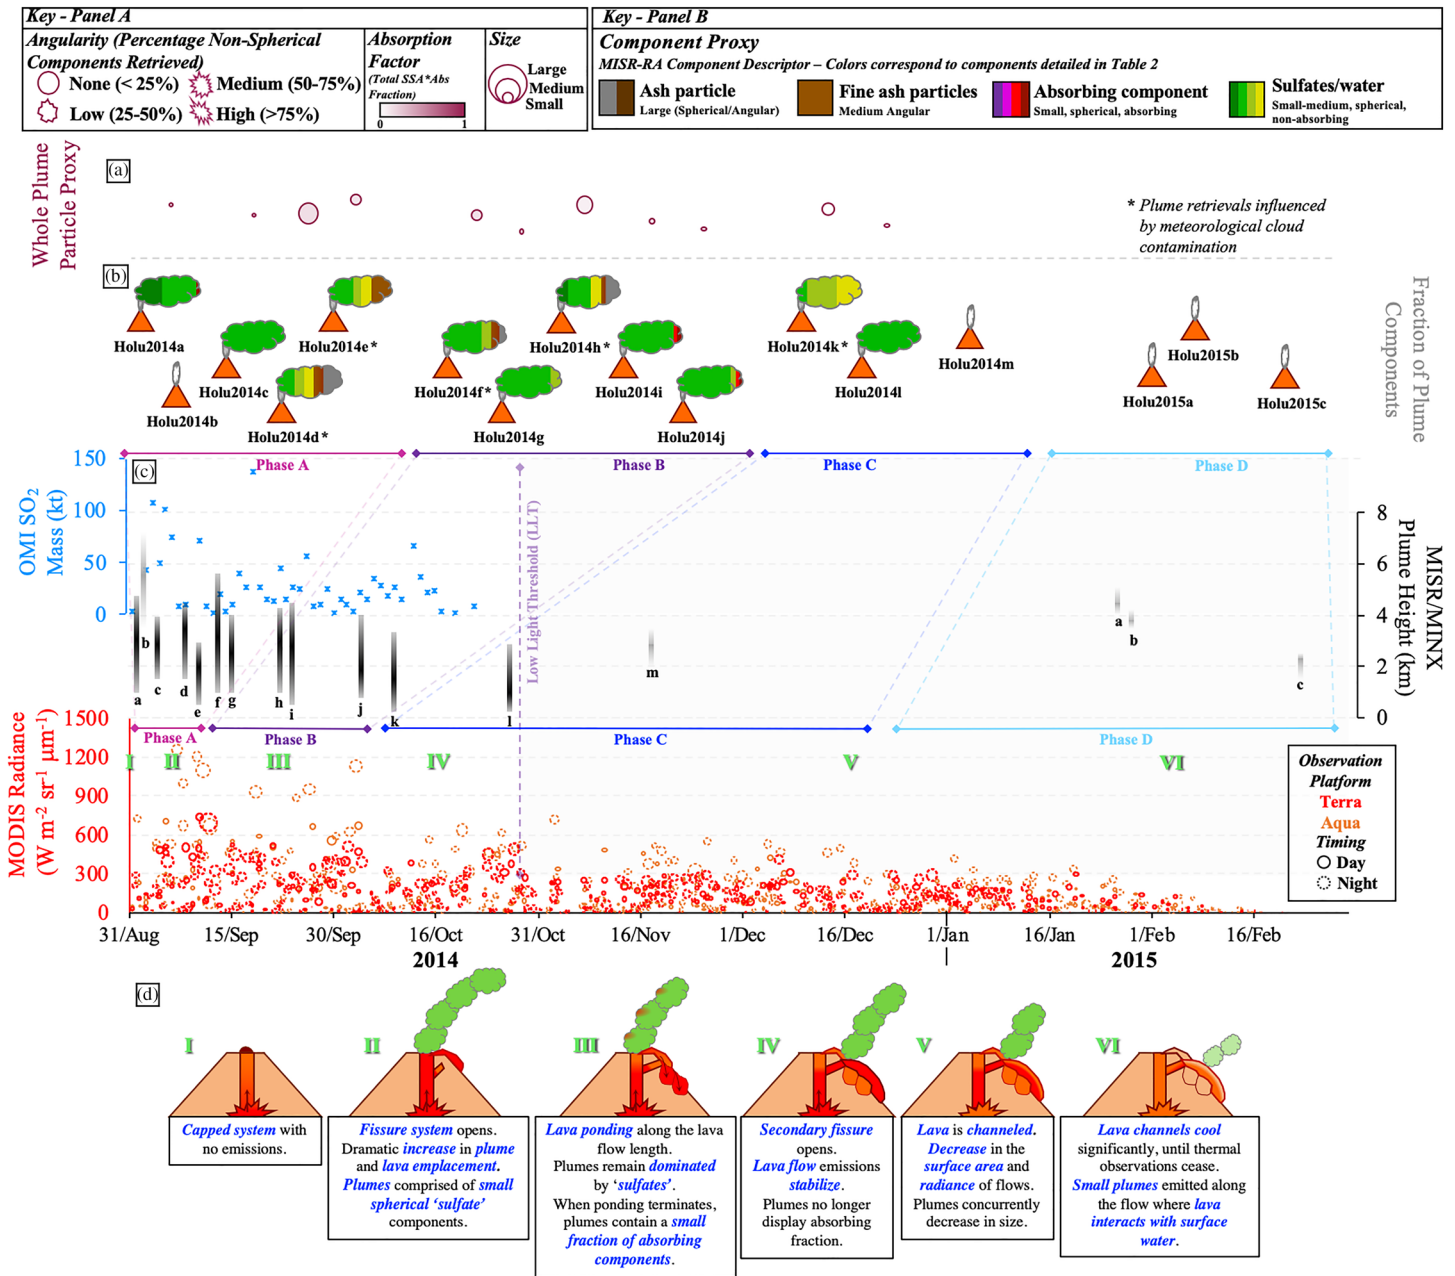 Key - Panel A
Angularity (Percentage Non-Spherical
Components Retrieved)
None (< 25%)
Medium (50-75%)
Low (25-50%)
High (>75%)
Absorption
Factor
(Total SSA*Abs
Fraction)
0
1
Size
Large
Medium
Small
Key - Panel B
Component Proxy
MISR-RA Component Descriptor – Colors correspond to components detailed in Table 2
Ash particle
Large (Spherical/Angular)
Fine ash particles
Medium Angular
Absorbing component
Small, spherical, absorbing
Sulfates/water
Small-medium, spherical,
non-absorbing
Whole Plume
Particle Proxy
(a)
* Plume retrievals influenced
by meteorological cloud
contamination
(b)
Fraction of Plume
Components
Holu2014a
Holu2014b
Holu2014c
Holu2014d*
Holu2014e*
Holu2014f*
Holu2014g
Holu2014h*
Holu2014i
Holu2014j
Holu2014k*
Holu2014l
Holu2014m
Holu2015a
Holu2015b
Holu2015c
Phase A
Phase B
Phase C
Phase D
(c)
OMI SO2
Mass (kt)
150
100
50
0
Low Light Threshold (LLT)
MISR/MINX
Plume Height (km)
8
6
4
2
0
a
b
c
d
e
f
g
h
i
j
k
l
m
a
b
c
Phase A
Phase B
Phase C
Phase D
I
II
III
IV
V
VI
MODIS Radiance
(W m-2 sr-1 µm-1)
1500
1200
900
600
300
0
Observation
Platform
Terra
Aqua
Timing
Day
Night
31/Aug
15/Sep
30/Sep
16/Oct
31/Oct
16/Nov
1/Dec
16/Dec
1/Jan
16/Jan
1/Feb
16/Feb
2014
2015
(d)
I
Capped system with
no emissions.
II
Fissure system opens.
Dramatic increase in plume
and lava emplacement.
Plumes comprised of small
spherical ‘sulfate’
components.
III
Lava ponding along the lava
flow length.
Plumes remain dominated
by ‘sulfates’.
When ponding terminates,
plumes contain a small
fraction of absorbing
components.
IV
Secondary fissure
opens.
Lava flow emissions
stabilize.
Plumes no longer
display absorbing
fraction.
V
Lava is channeled.
Decrease in the
surface area and
radiance of flows.
Plumes concurrently
decrease in size.
VI
Lava channels cool
significantly, until thermal
observations cease.
Small plumes emitted along
the flow where lava
interacts with surface
water.